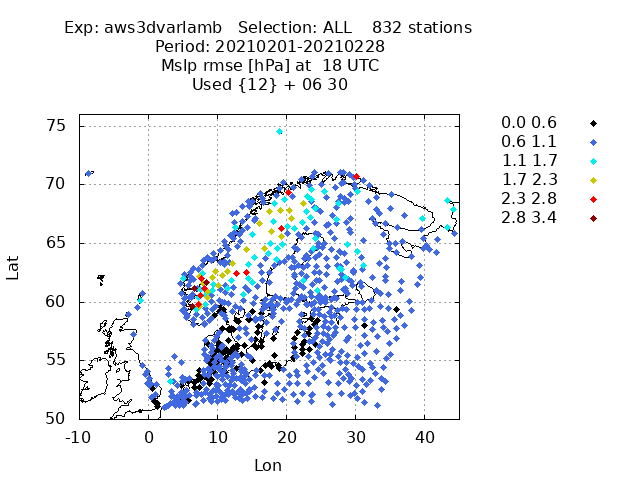 Exp: aws3dvarlamb   Selection: ALL    832 stations
Period: 20210201-20210228
Mslp rmse [hPa] at  18 UTC
Used {12} + 06 30
0.0 0.6
0.6 1.1
1.1 1.7
1.7 2.3
2.3 2.8
2.8 3.4
75
70
65
60
55
50
Lat
-10 0 10 20 30 40
Lon